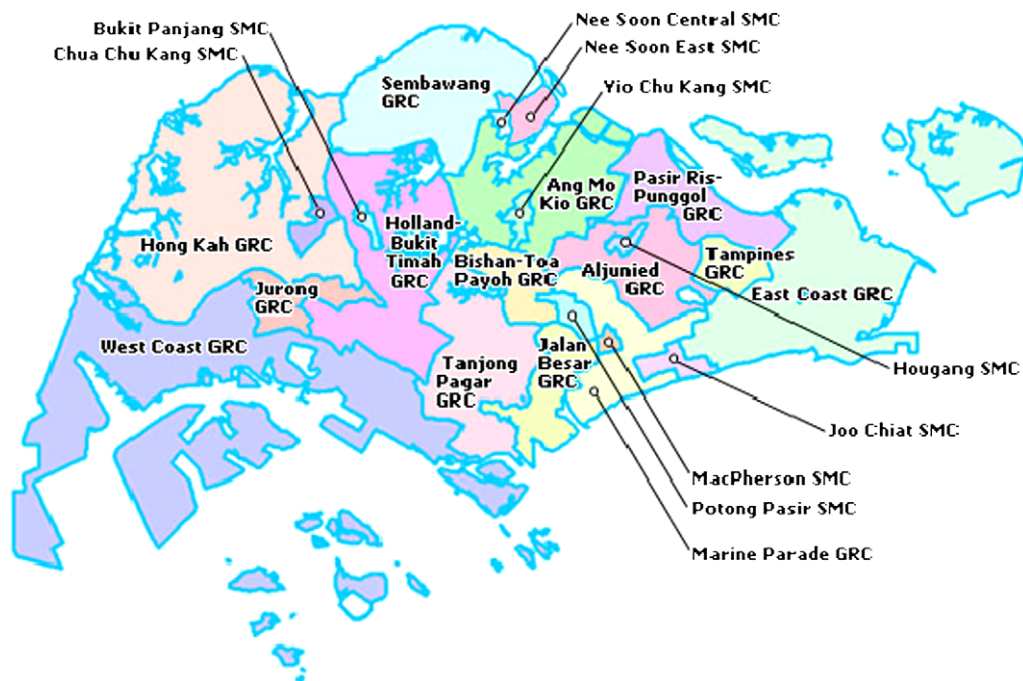 Nee Soon Central SMC
Bukit Panjang SMC
Nee Soon East SMC
Chua Chu Kang SMC
Sembawang
GRC
Yio Chu Kang SMC
Ang Mo
Kio GRC
Pasir Ris-
Punggol
GRC
Hong Kah GRC
Holland-
Bukit
Timah
GRC
Bishan-Toa
Payoh GRC
Aljunied
GRC
Tampines
GRC
Jurong
GRC
East Coast GRC
West Coast GRC
Tanjong
Pagar
GRC
Jalan
Besar
GRC
Hougang SMC
Joo Chiat SMC
MacPherson SMC
Potong Pasir SMC
Marine Parade GRC